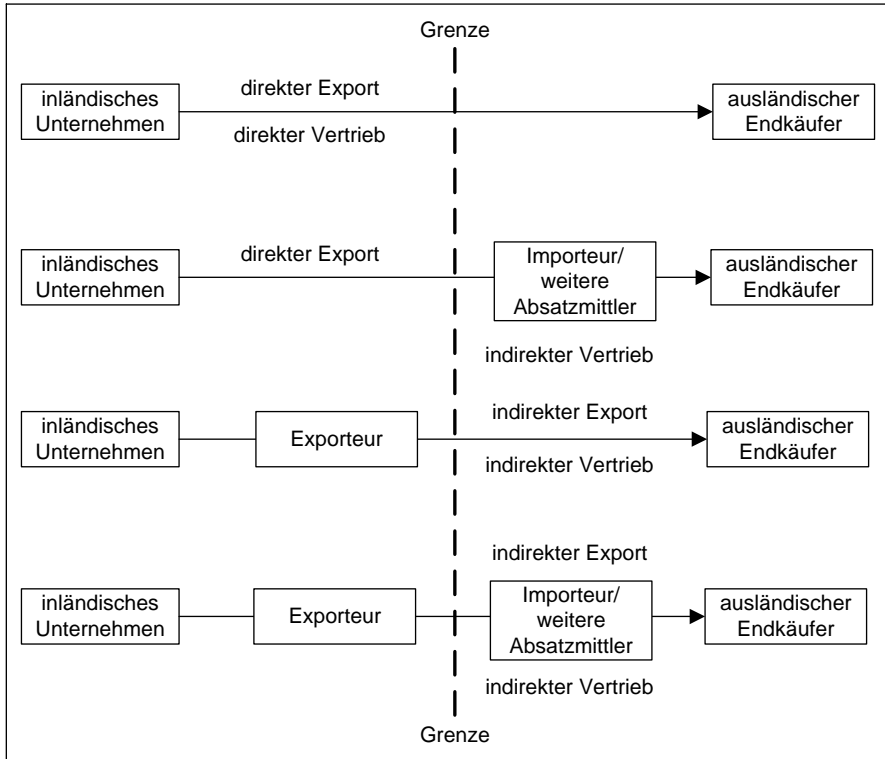 Grenze
inländisches
Unternehmen
direkter Export
direkter Vertrieb
ausländischer
Endkäufer
inländisches
Unternehmen
direkter Export
Importeur/
weitere
Absatzmittler
ausländischer
Endkäufer
indirekter Vertrieb
inländisches
Unternehmen
Exporteur
indirekter Export
indirekter Vertrieb
ausländischer
Endkäufer
indirekter Export
inländisches
Unternehmen
Exporteur
Importeur/
weitere
Absatzmittler
ausländischer
Endkäufer
indirekter Vertrieb
Grenze